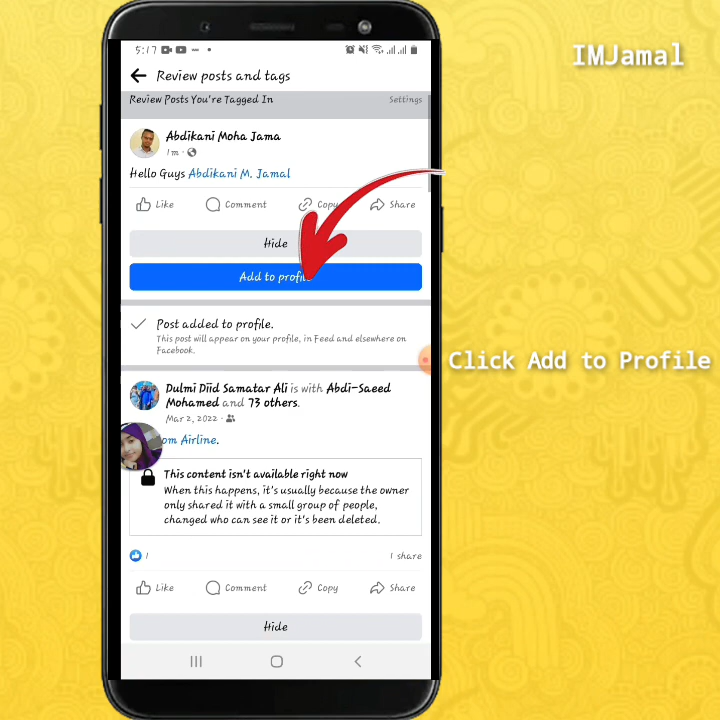 IMJamal
5:17
Review posts and tags
Review Posts You're Tagged In Settings
Abdikani Moha Jama
1m ·
Hello Guys Abdikani M. Jamal
Like Comment Copy Share
Hide
Add to profile
Post added to profile.
This post will appear on your profile, in Feed and elsewhere on
Facebook.
Click Add to Profile
Dulmi Diid Samatar Ali is with Abdi-Saeed
Mohamed and 73 others.
Mar 2, 2022 ·
om Airline.
This content isn't available right now
When this happens, it's usually because the owner
only shared it with a small group of people,
changed who can see it or it's been deleted.
1 1 share
Like Comment Copy Share
Hide